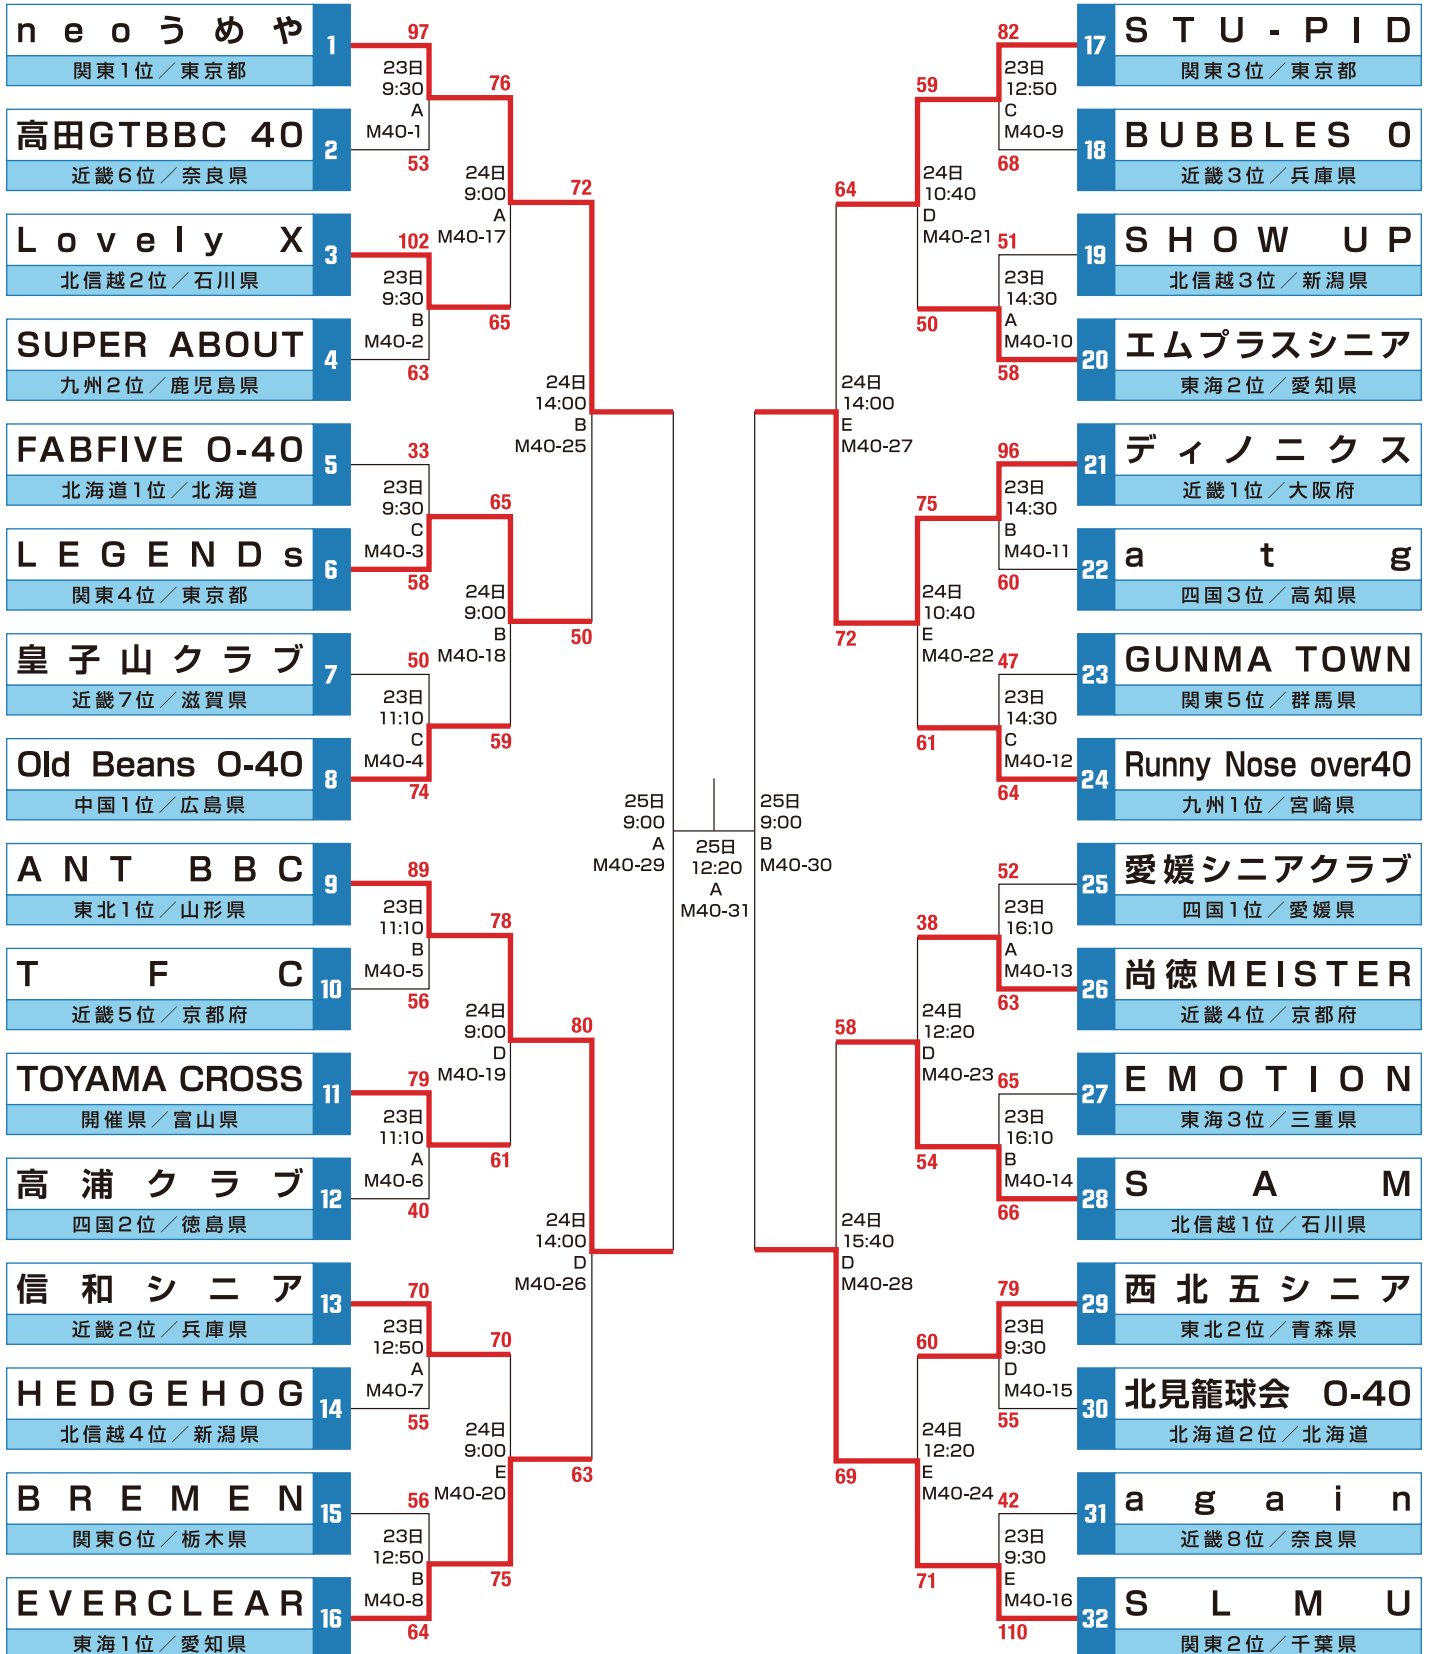 neoうめや
1
関東1位／東京都
97
23日
9:30
A
M40-1
高田GTBBC 40
2
近畿6位／奈良県
53
76
24日
9:00
A
M40-17
Lovely X
3
北信越2位／石川県
102
23日
9:30
B
M40-2
SUPER ABOUT
4
九州2位／鹿児島県
63
65
72
24日
14:00
B
M40-25
FABFIVE O-40
5
北海道1位／北海道
33
23日
9:30
C
M40-3
LEGENDs
6
関東4位／東京都
58
65
24日
9:00
B
M40-18
皇子山クラブ
7
近畿7位／滋賀県
50
23日
11:10
C
M40-4
Old Beans O-40
8
中国1位／広島県
74
59
50
25日
9:00
A
M40-29
ANT BBC
9
東北1位／山形県
89
23日
11:10
B
M40-5
TFC
10
近畿5位／京都府
56
78
24日
9:00
D
M40-19
TOYAMA CROSS
11
開催県／富山県
79
23日
11:10
A
M40-6
高浦クラブ
12
四国2位／徳島県
40
61
80
24日
14:00
D
M40-26
信和シニア
13
近畿2位／兵庫県
70
23日
12:50
A
M40-7
HEDGEHOG
14
北信越4位／新潟県
55
70
24日
9:00
E
M40-20
BREMEN
15
関東6位／栃木県
56
23日
12:50
B
M40-8
EVERCLEAR
16
東海1位／愛知県
64
75
63
25日
12:20
A
M40-31
82
17
STU-PID
関東3位／東京都
23日
12:50
C
M40-9
68
18
BUBBLES O
近畿3位／兵庫県
59
24日
10:40
D
M40-21
51
19
SHOW UP
北信越3位／新潟県
23日
14:30
A
M40-10
58
20
エムプラスシニア
東海2位／愛知県
50
64
24日
14:00
E
M40-27
96
21
ディノニクス
近畿1位／大阪府
23日
14:30
B
M40-11
60
22
atg
四国3位／高知県
75
24日
10:40
E
M40-22
47
23
GUNMA TOWN
関東5位／群馬県
23日
14:30
C
M40-12
64
24
Runny Nose over40
九州1位／宮崎県
61
72
25日
9:00
B
M40-30
52
25
愛媛シニアクラブ
四国1位／愛媛県
23日
16:10
A
M40-13
63
26
尚徳MEISTER
近畿4位／京都府
38
24日
12:20
D
M40-23
65
27
EMOTION
東海3位／三重県
23日
16:10
B
M40-14
66
28
SAM
北信越1位／石川県
54
58
24日
15:40
D
M40-28
79
29
西北五シニア
東北2位／青森県
23日
9:30
D
M40-15
55
30
北見籠球会 O-40
北海道2位／北海道
60
24日
12:20
E
M40-24
42
31
again
近畿8位／奈良県
23日
9:30
E
M40-16
110
32
SLMU
関東2位／千葉県
71
69